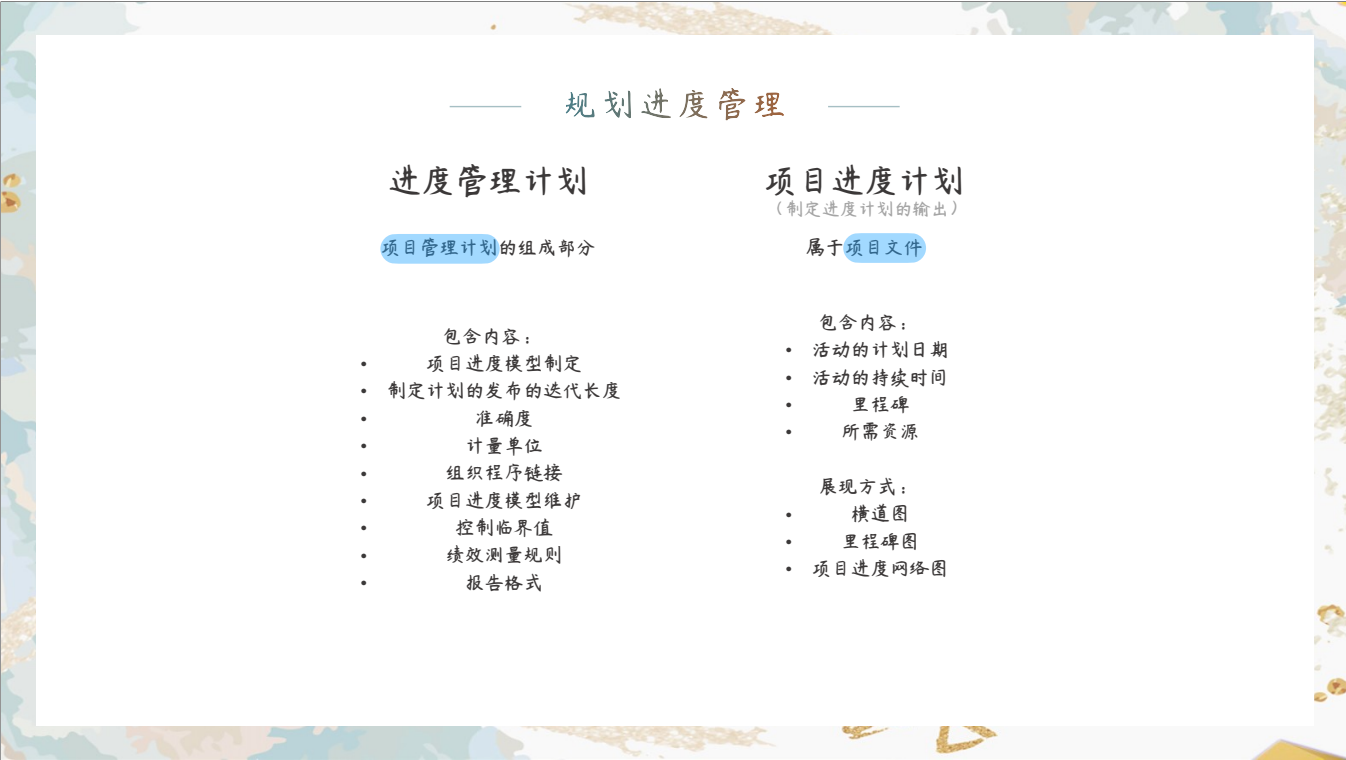 规划进度管理
进度管理计划
项目管理计划的组成部分
包含内容：
• 项目进度模型制定
• 制定计划的发布的迭代长度
• 准确度
• 计量单位
• 组织程序链接
• 项目进度模型维护
• 控制临界值
• 绩效测量规则
• 报告格式
项目进度计划
（制定进度计划的输出）
属于项目文件
包含内容：
• 活动的计划日期
• 活动的持续时间
• 里程碑
• 所需资源
展现方式：
• 横道图
• 里程碑图
• 项目进度网络图